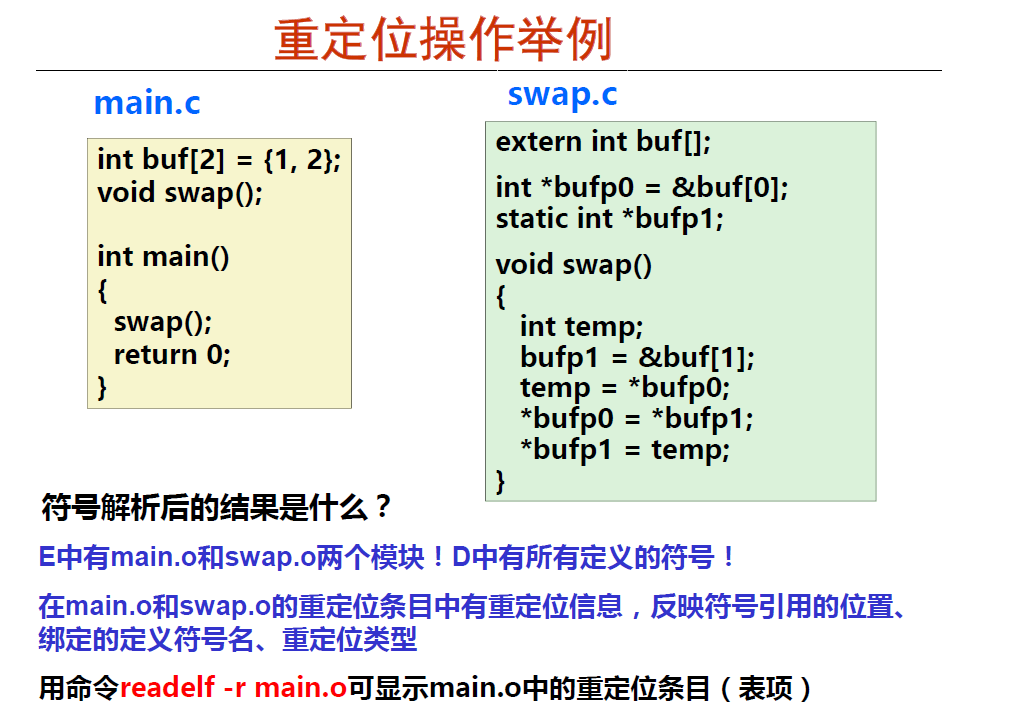 重定位操作举例
main.c
int buf[2] = {1, 2};
void swap();
int main()
{
swap();
return 0;
}
swap.c
extern int buf[];
int *bufp0 = &buf[0];
static int *bufp1;
void swap()
{
int temp;
bufp1 = &buf[1];
temp = *bufp0;
*bufp0 = *bufp1;
*bufp1 = temp;
}
符号解析后的结果是什么？
E中有main.o和swap.o两个模块！D中有所有定义的符号！
在main.o和swap.o的重定位条目中有重定位信息，反映符号引用的位置、
绑定的定义符号名、重定位类型
用命令readelf -r main.o可显示main.o中的重定位条目（表项）